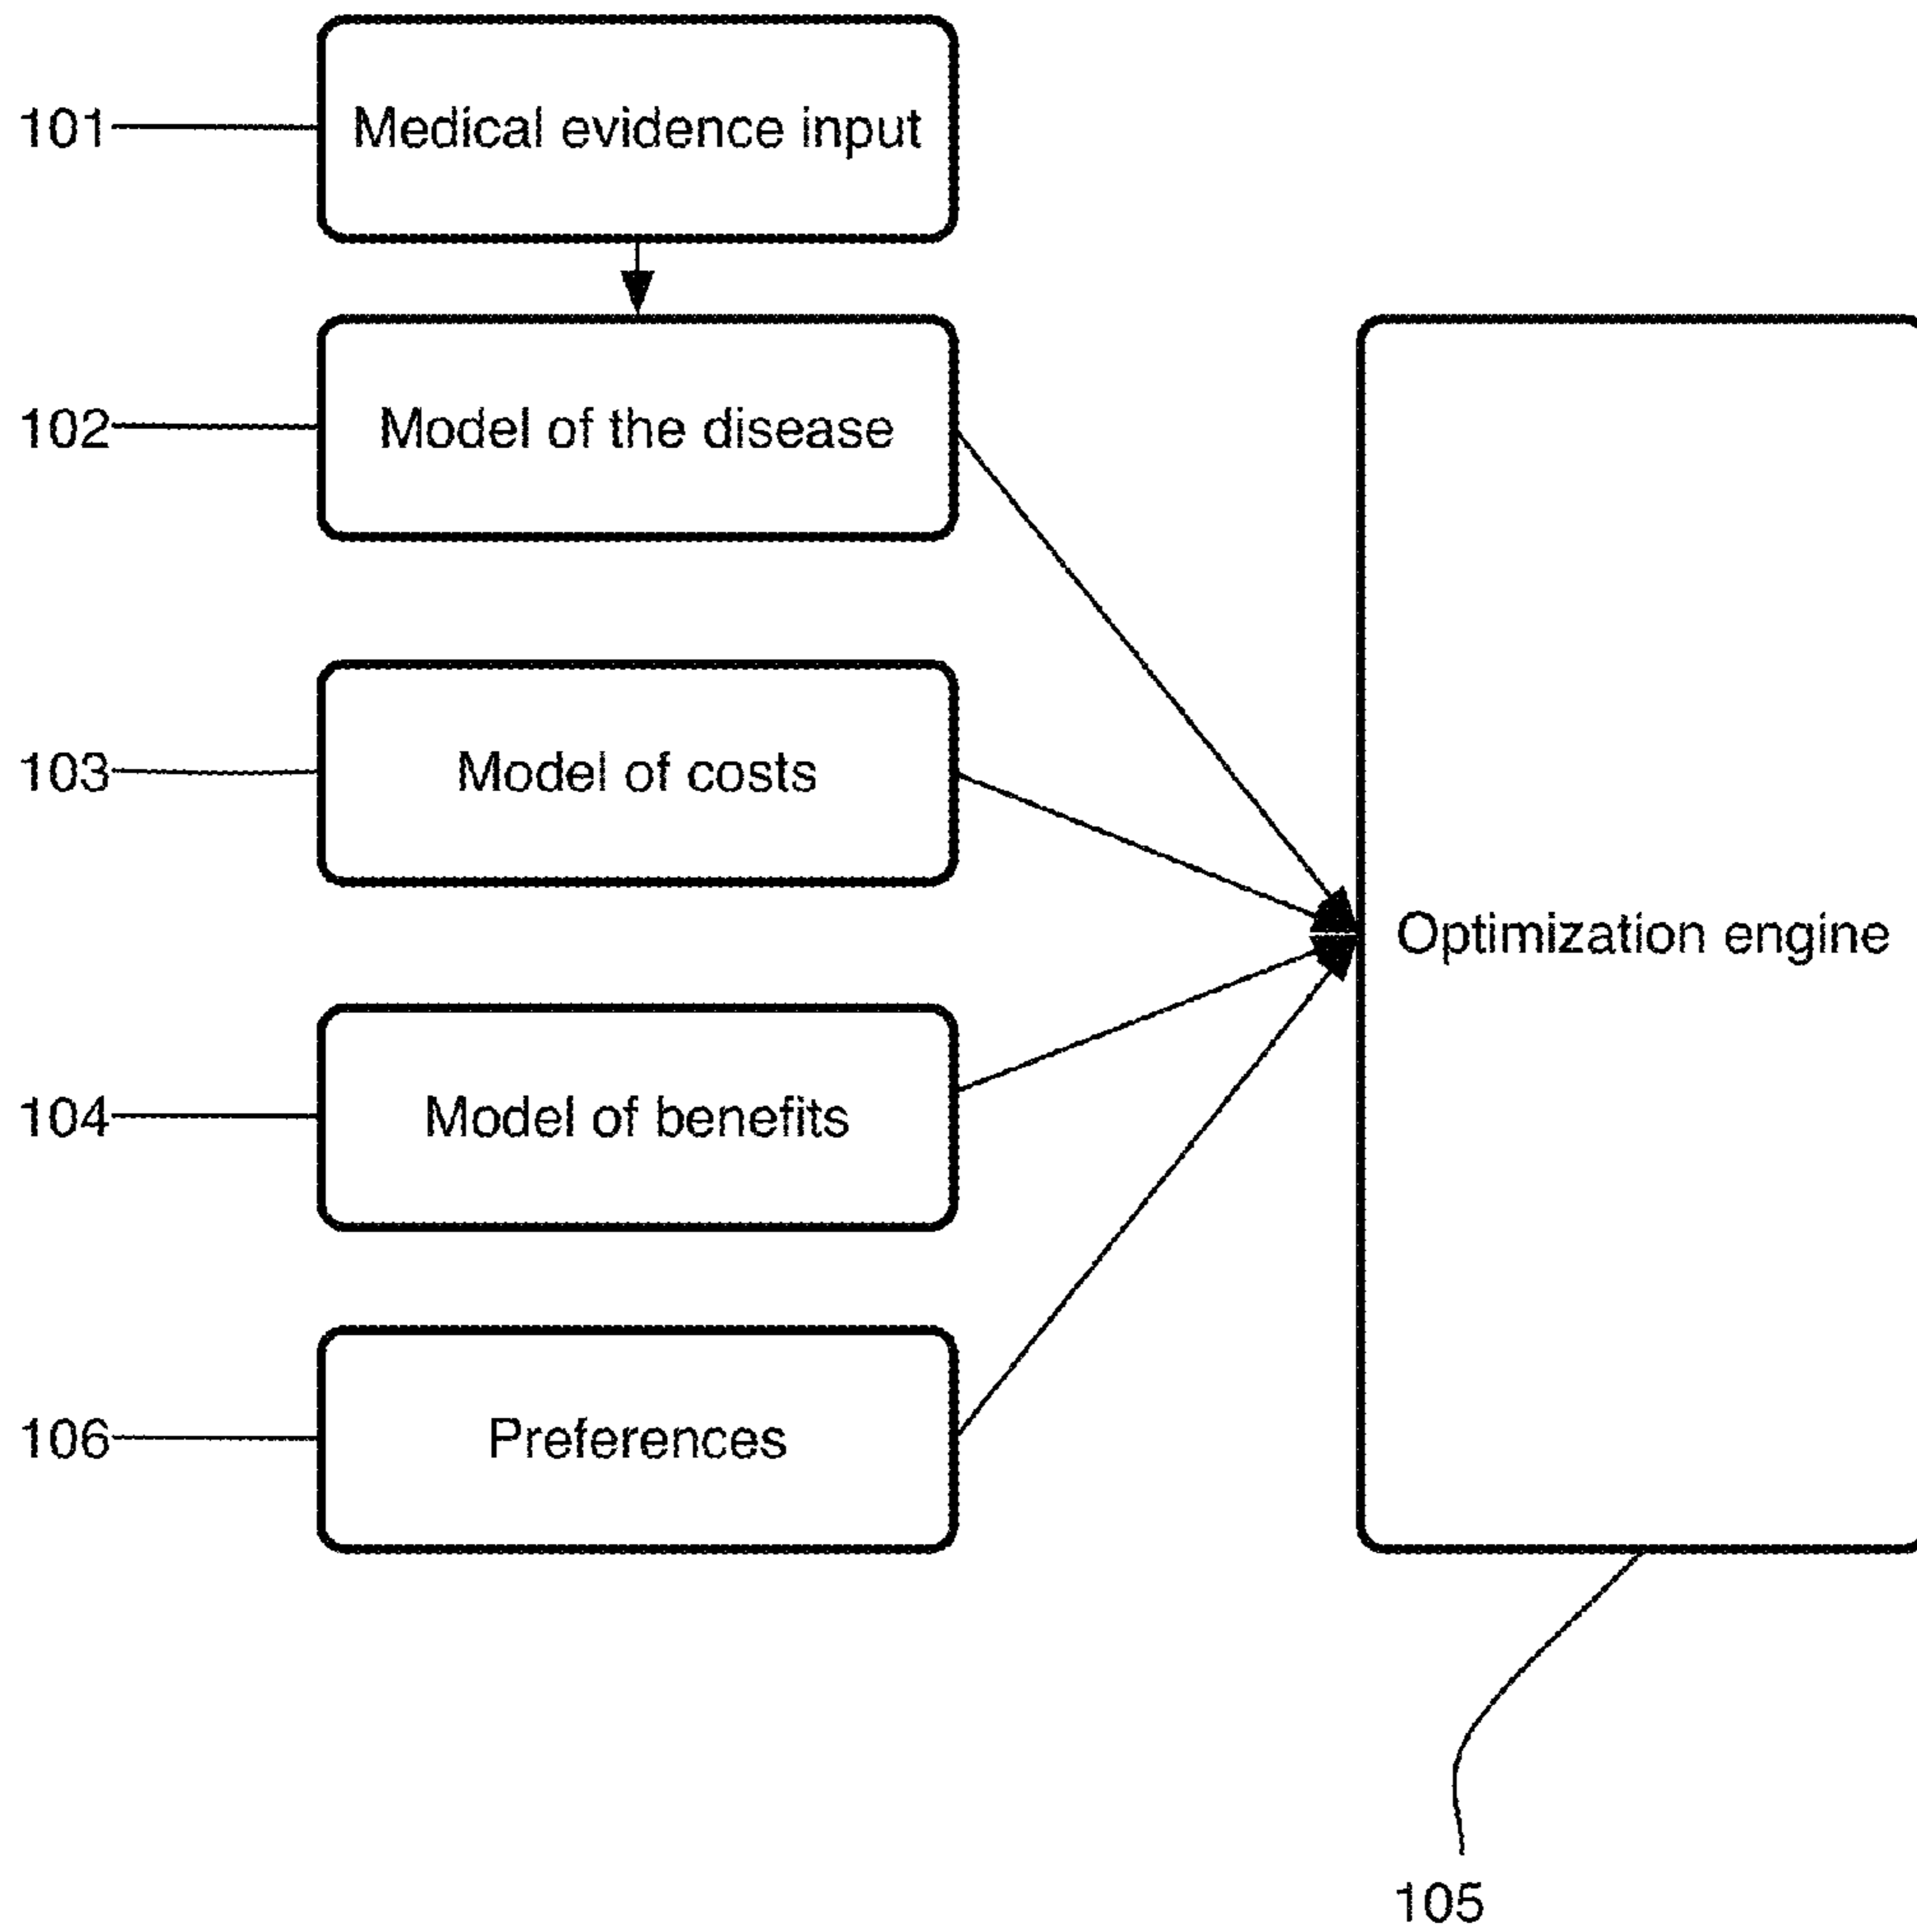 101 Medical evidence input
102 Model of the disease
103 Model of costs
Optimization engine
104 Model of benefits
106 Preferences
105